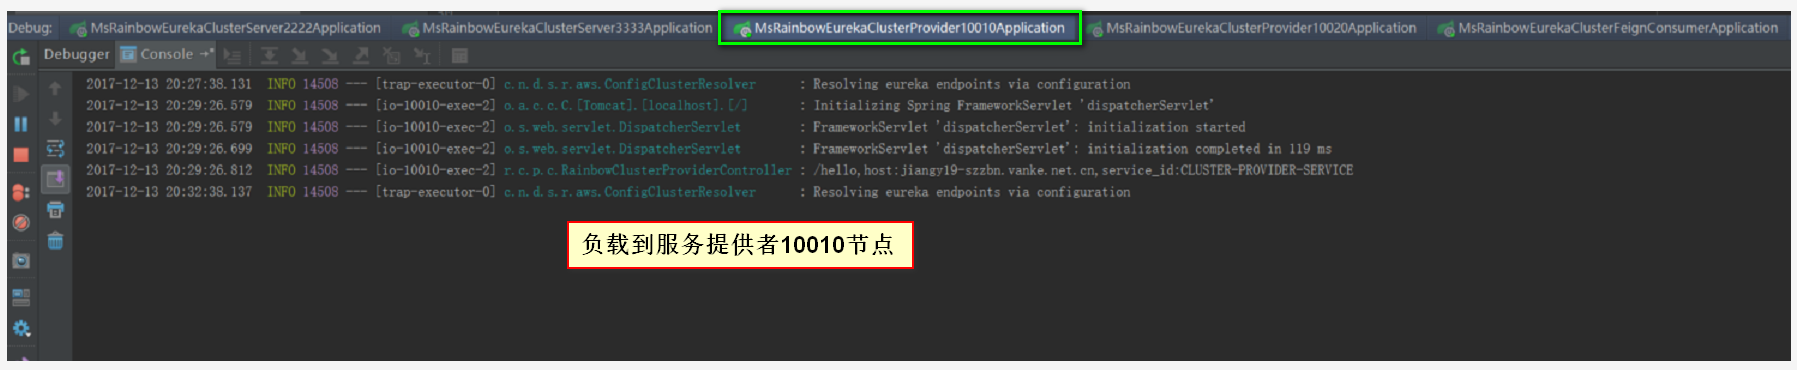 Debug: MsRainbowEurekaClusterServer2222Application MsRainbowEurekaClusterServer3333Application MsRainbowEurekaClusterProvider10010Application MsRainbowEurekaClusterProvider10020Application MsRainbowEurekaClusterFeignConsumerApplication
Debugger Console
2017-12-13 20:27:38.131 INFO 14508 --- [trap-executor-0] c.n.d.s.r.aws.ConfigClusterResolver : Resolving eureka endpoints via configuration
2017-12-13 20:29:26.579 INFO 14508 --- [io-10010-exec-2] o.a.c.c.C.[Tomcat].[localhost].[/] : Initializing Spring FrameworkServlet 'dispatcherServlet'
2017-12-13 20:29:26.579 INFO 14508 --- [io-10010-exec-2] o.s.web.servlet.DispatcherServlet : FrameworkServlet 'dispatcherServlet': initialization started
2017-12-13 20:29:26.699 INFO 14508 --- [io-10010-exec-2] o.s.web.servlet.DispatcherServlet : FrameworkServlet 'dispatcherServlet': initialization completed in 119 ms
2017-12-13 20:29:26.812 INFO 14508 --- [io-10010-exec-2] r.c.p.c.RainbowClusterProviderController : /hello,host:jiangy19-szzbn.vanke.net.cn,service_id:CLUSTER-PROVIDER-SERVICE
2017-12-13 20:32:38.137 INFO 14508 --- [trap-executor-0] c.n.d.s.r.aws.ConfigClusterResolver : Resolving eureka endpoints via configuration
负载到服务提供者10010节点